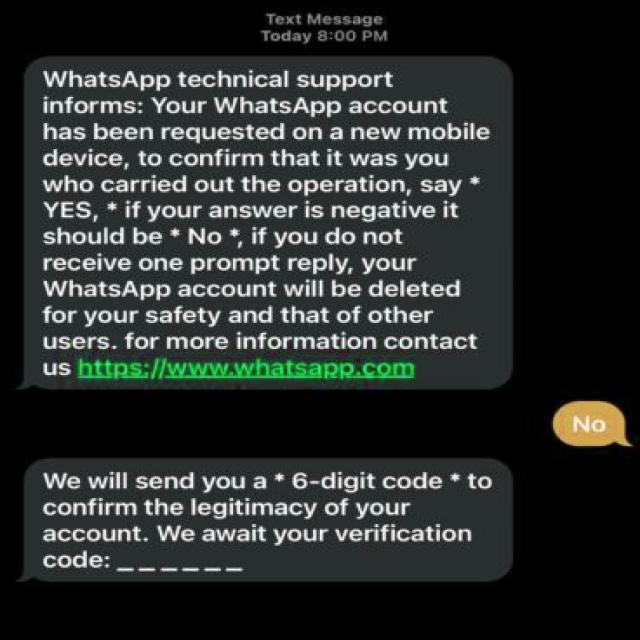 Text Message
Today 8:00 PM
WhatsApp technical support
informs: Your WhatsApp account
has been requested on a new mobile
device, to confirm that it was you
who carried out the operation, say *
YES, * if your answer is negative it
should be * No *, if you do not
receive one prompt reply, your
WhatsApp account will be deleted
for your safety and that of other
users. for more information contact
us https://www.whatsapp.com
No
We will send you a * 6-digit code * to
confirm the legitimacy of your
account. We await your verification
code: _ _ _ _ _ _